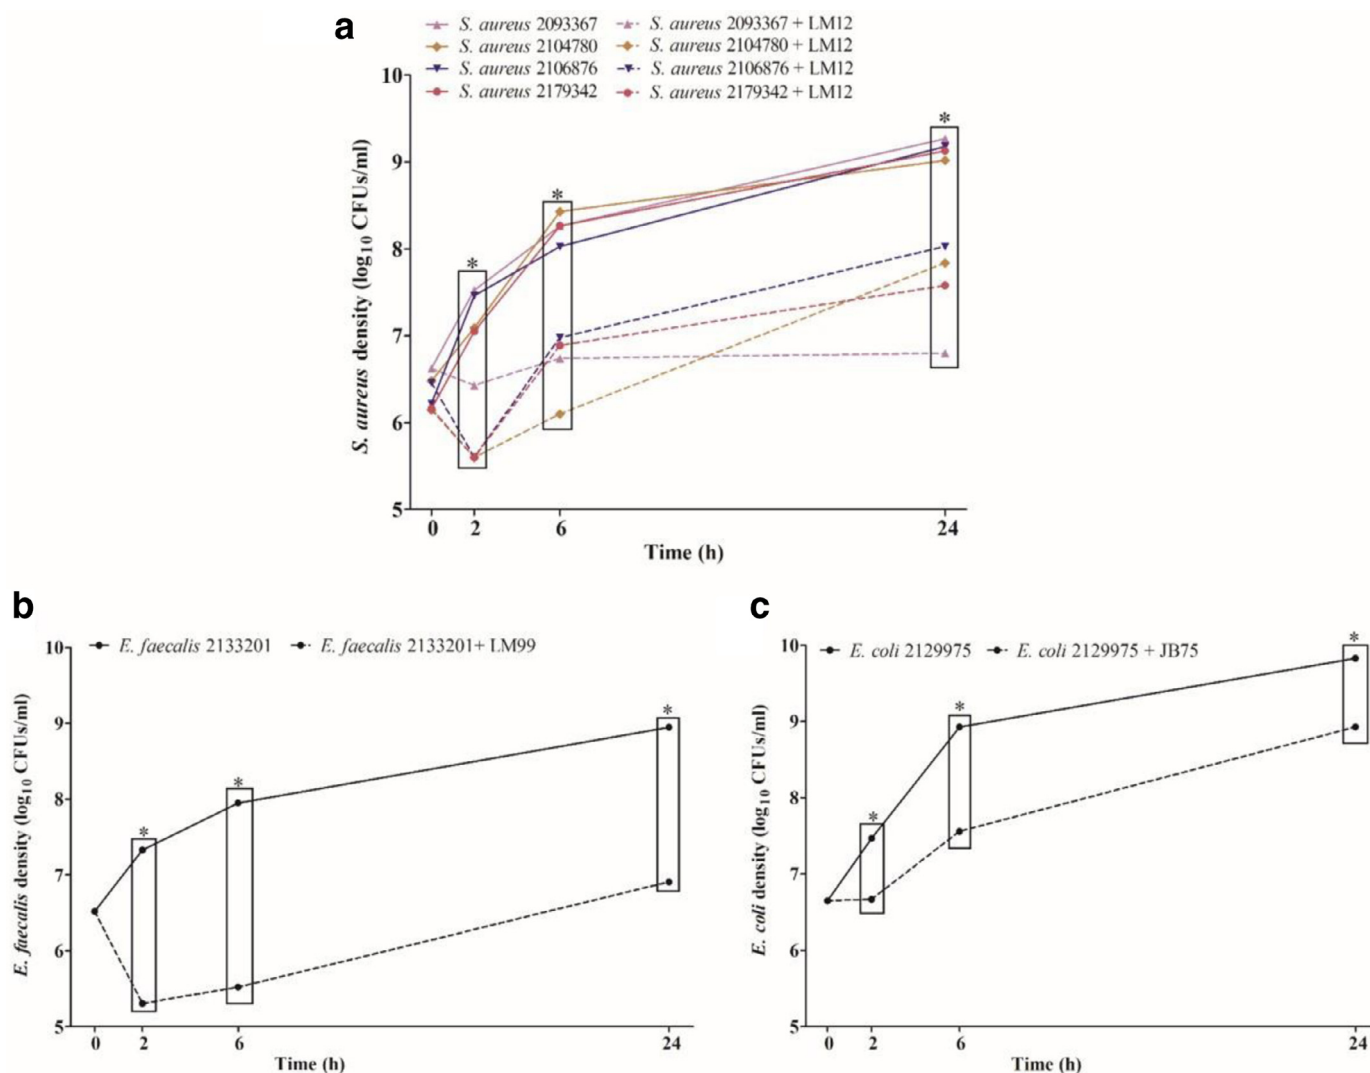 a
S. aureus 2093367 S. aureus 2093367 + LM12
S. aureus 2104780 S. aureus 2104780 + LM12
S. aureus 2106876 S. aureus 2106876 + LM12
S. aureus 2179342 S. aureus 2179342 + LM12
S. aureus density (log10 CFUs/ml)
10
9
8
7
6
5
* * *
0 2 6 24
Time (h)
b
E. faecalis 2133201 E. faecalis 2133201+ LM99
E. faecalis density (log10 CFUs/ml)
10
9
8
7
6
5
* * *
0 2 6 24
Time (h)
c
E. coli 2129975 E. coli 2129975 + JB75
E. coli density (log10 CFUs/ml)
10
9
8
7
6
5
* * *
0 2 6 24
Time (h)